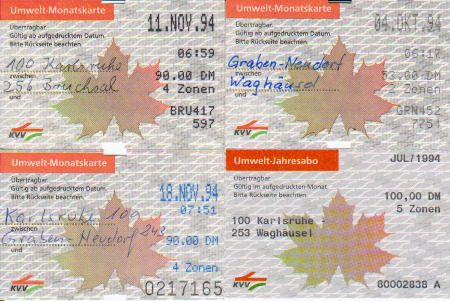 Umwelt-Monatskarte
11.NOV.94
Übertragbar.
Gültig ab aufgedrucktem Datum.
Bitte Rückseite beachten.
06:59
100 Karlsruhe
zwischen
90.00 DM
256 Bruchsal
4 Zonen
und
BRU417
597
KVV
Umwelt-Monatskarte
04.OKT.94
Übertragbar.
Gültig ab aufgedrucktem Datum.
Bitte Rückseite beachten.
06:17
Graben-Neudorf
zwischen
53.00 DM
Waghäusel
2 Zonen
und
GRN452
7751
KVV
Umwelt-Monatskarte
Übertragbar.
Gültig ab aufgedrucktem Datum.
Bitte Rückseite beachten.
18.NOV.94
07:51
Karlsruhe 100
zwischen
Graben-Neudorf 248
90.00 DM
und
4 Zonen
KVV
0217165
Umwelt-Jahresabo
JUL/1994
Übertragbar.
Gültig im aufgedruckten Monat.
Bitte Rückseite beachten.
100,00 DM
5 Zonen
100 Karlsruhe -
253 Waghäusel
KVV
80002838 A